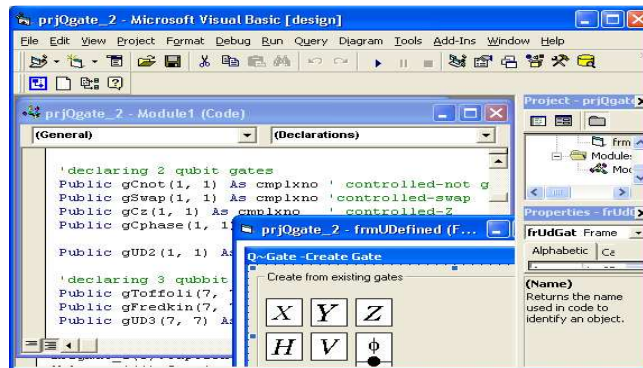 prjQgate_2 - Microsoft Visual Basic [design]
File Edit View Project Format Debug Run Query Diagram Tools Add-Ins Window Help
prjQgate_2 - Module1 (Code)
(General) (Declarations)
'declaring 2 qubit gates
Public gCnot(1, 1) As cmplxno ' controlled-not g
Public gSwap(1, 1) As cmplxno 'controlled-swap
Public gCz(1, 1) As cmplxno ' controlled-Z
Public gCphase(1, 1)
Public gUD2(1, 1) As
'declaring 3 qubbit
Public gToffoli(7,
Public gFredkin(7,
Public gUD3(7, 7) As
prjQgate_2 - frmUDefined (F...
Q~Gate -Create Gate
Create from existing gates
X Y Z
H V ϕ
Project - prjQgat
frm
Module:
Moc
Properties - frUd
frUdGat Frame
Alphabetic Ca
(Name)
Returns the name
used in code to
identify an object.